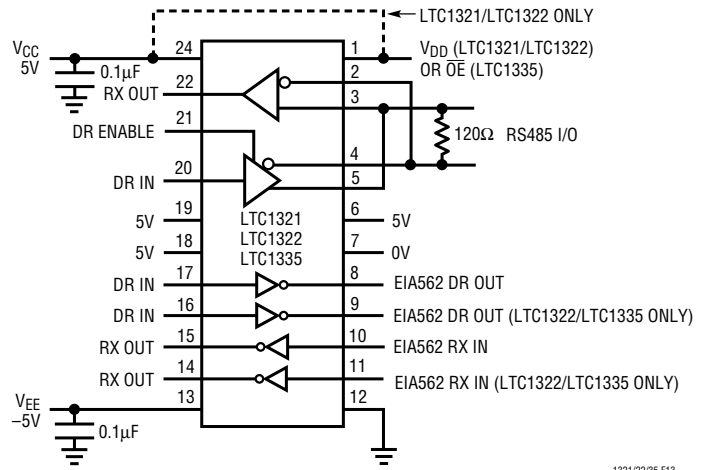 LTC1321/LTC1322 ONLY
VCC
5V
24
1
VDD (LTC1321/LTC1322)
OR OE (LTC1335)
0.1µF
RX OUT
22
2
3
DR ENABLE
21
120Ω RS485 I/O
4
DR IN
20
5
5V
19
LTC1321
LTC1322
LTC1335
6
5V
5V
18
7
0V
DR IN
17
8
EIA562 DR OUT
DR IN
16
9
EIA562 DR OUT (LTC1322/LTC1335 ONLY)
RX OUT
15
10
EIA562 RX IN
RX OUT
14
11
EIA562 RX IN (LTC1322/LTC1335 ONLY)
VEE
–5V
13
12
0.1µF
1321/22/35 F13